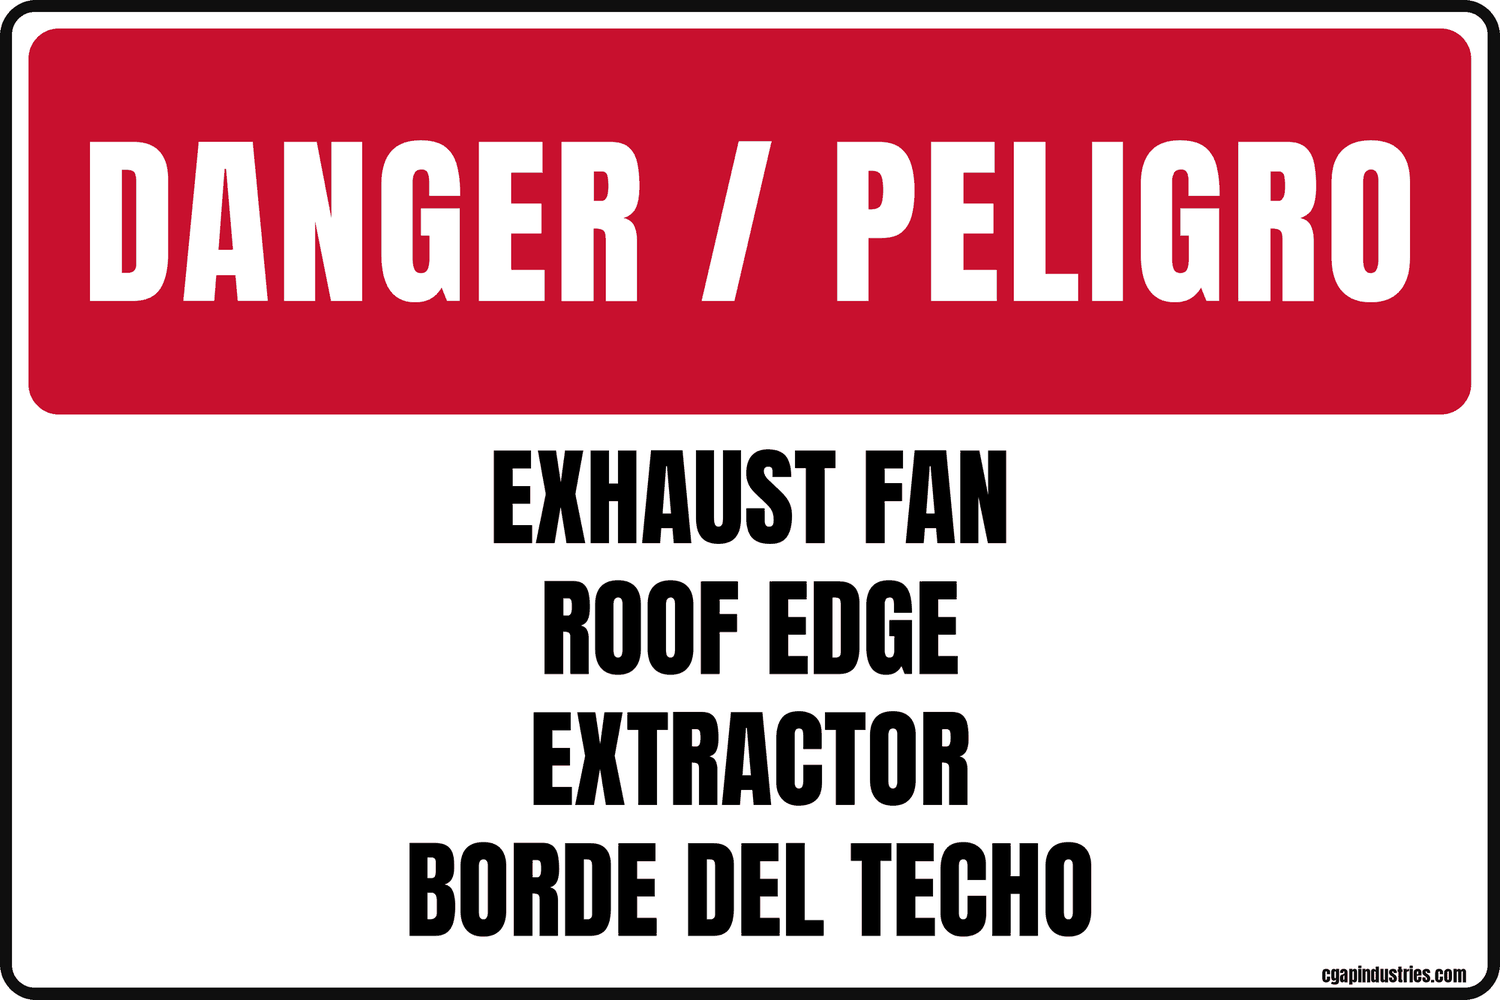 DANGER / PELIGRO
EXHAUST FAN
ROOF EDGE
EXTRACTOR
BORDE DEL TECHO
cgapindustries.com